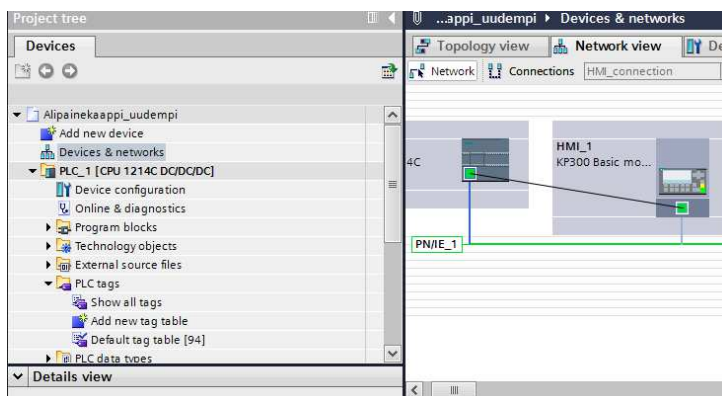 Project tree
Devices
Alipainekaappi_uudempi
Add new device
Devices & networks
PLC_1 [CPU 1214C DC/DC/DC]
Device configuration
Online & diagnostics
Program blocks
Technology objects
External source files
PLC tags
Show all tags
Add new tag table
Default tag table [94]
PLC data types
Details view
...appi_uudempi Devices & networks
Topology view Network view De
Network Connections HMI_connection
4C
HMI_1
KP300 Basic mo...
PN/IE_1